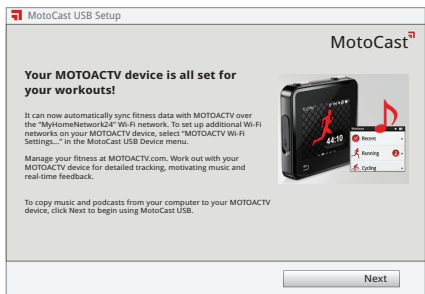 MotoCast USB Setup
MotoCast
Your MOTOACTV device is all set for
your workouts!
It can now automatically sync fitness data with MOTOACTV over
the “MyHomeNetwork24” Wi-Fi network. To set up additional Wi-Fi
networks on your MOTOACTV device, select “MOTOACTV Wi-Fi
Settings...” in the MotoCast USB Device menu.
Manage your fitness at MOTOACTV.com. Work out with your
MOTOACTV device for detailed tracking, motivating music and
real-time feedback.
To copy music and podcasts from your computer to your MOTOACTV
device, click Next to begin using MotoCast USB.
44:10
Workout
Recent
Running
2
Cycling
Next